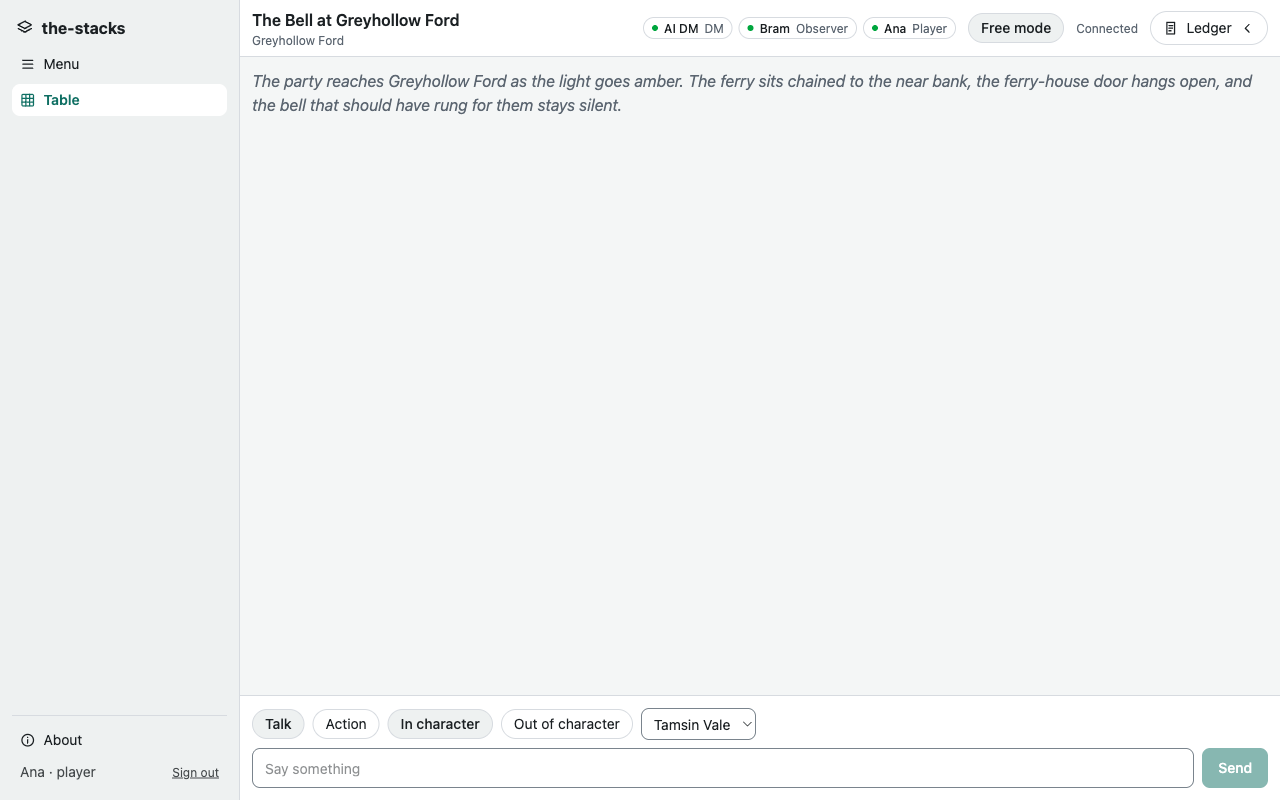 the-stacks
Menu
Table
About
Ana · player
Sign out
The Bell at Greyhollow Ford
Greyhollow Ford
AI DM DM
Bram Observer
Ana Player
Free mode
Connected
Ledger
The party reaches Greyhollow Ford as the light goes amber. The ferry sits chained to the near bank, the ferry-house door hangs open, and
the bell that should have rung for them stays silent.
Talk
Action
In character
Out of character
Tamsin Vale
Say something
Send